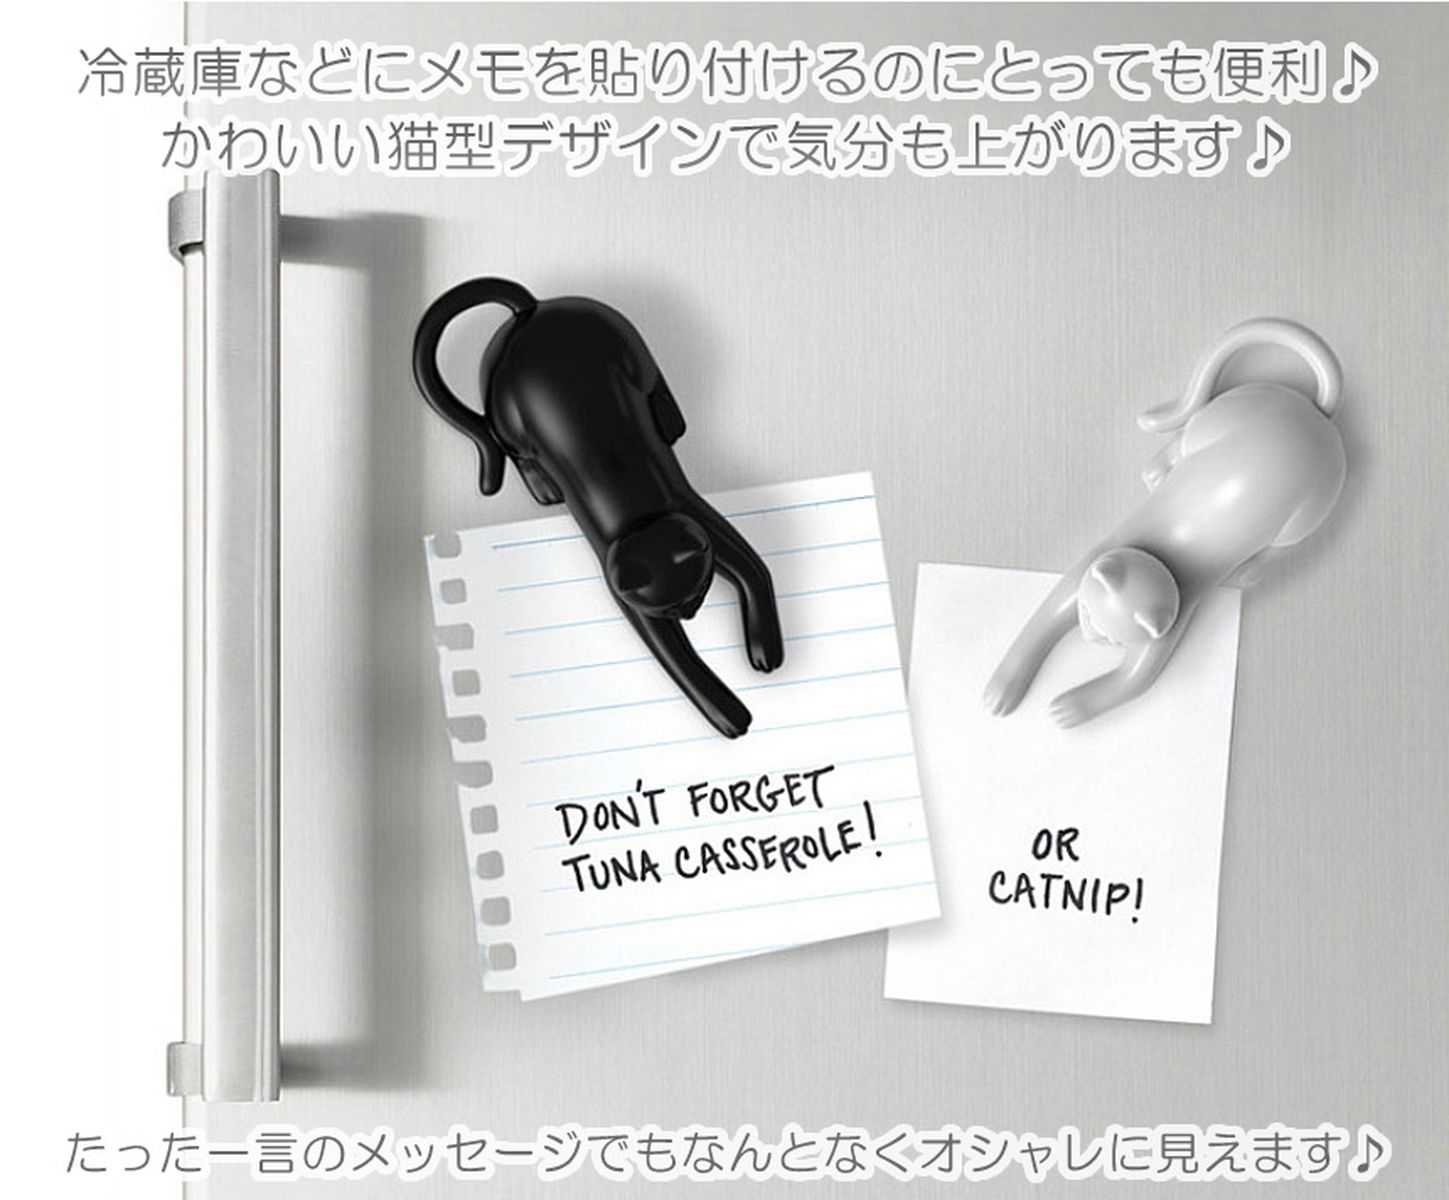 冷蔵庫などにメモを貼り付けるのにとっても便利♪
かわいい猫型デザインで気分も上がります♪
DON'T FORGET
TUNA CASSEROLE!
OR
CATNIP!
たった一言のメッセージでもなんとなくオシャレに見えます♪